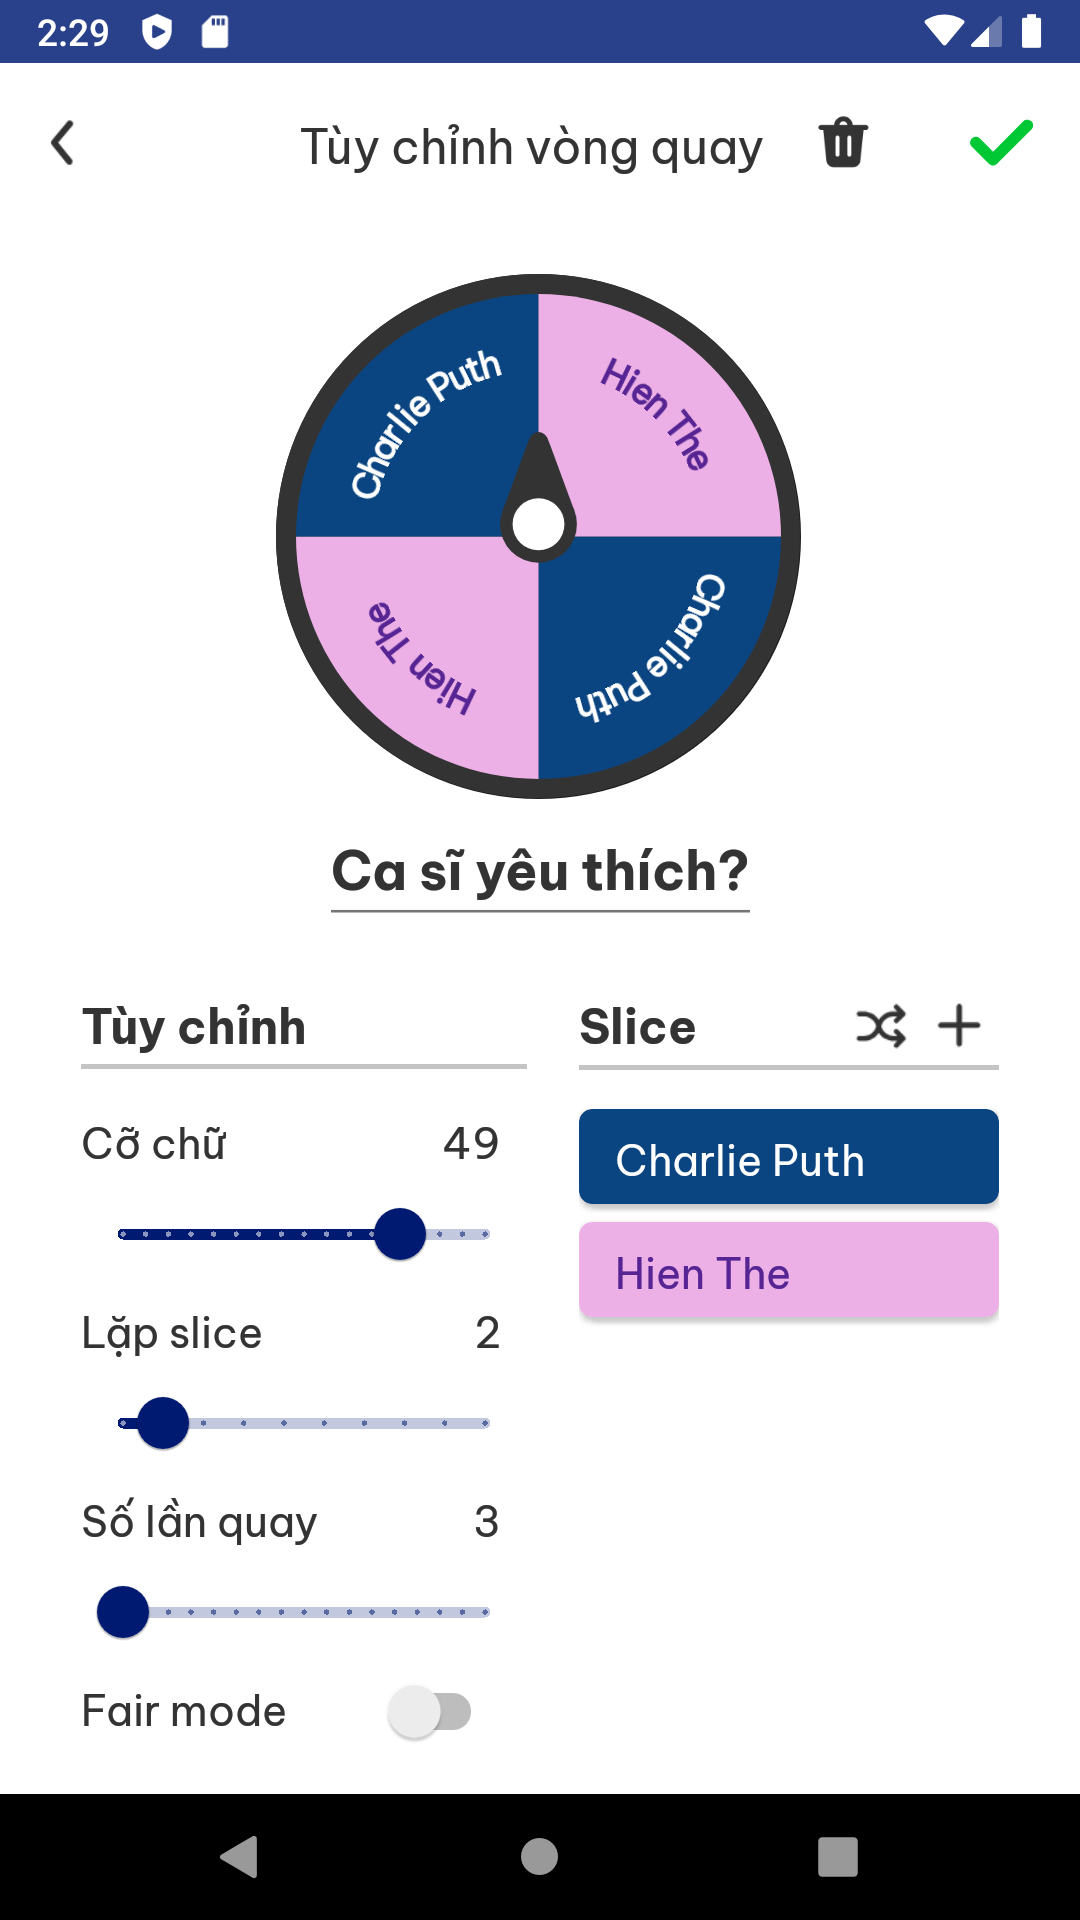 2:29
Tùy chỉnh vòng quay
Charlie Puth
Hien The
Hien The
Charlie Puth
Ca sĩ yêu thích?
Tùy chỉnh
Slice
Cỡ chữ 49
Charlie Puth
Hien The
Lặp slice 2
Số lần quay 3
Fair mode